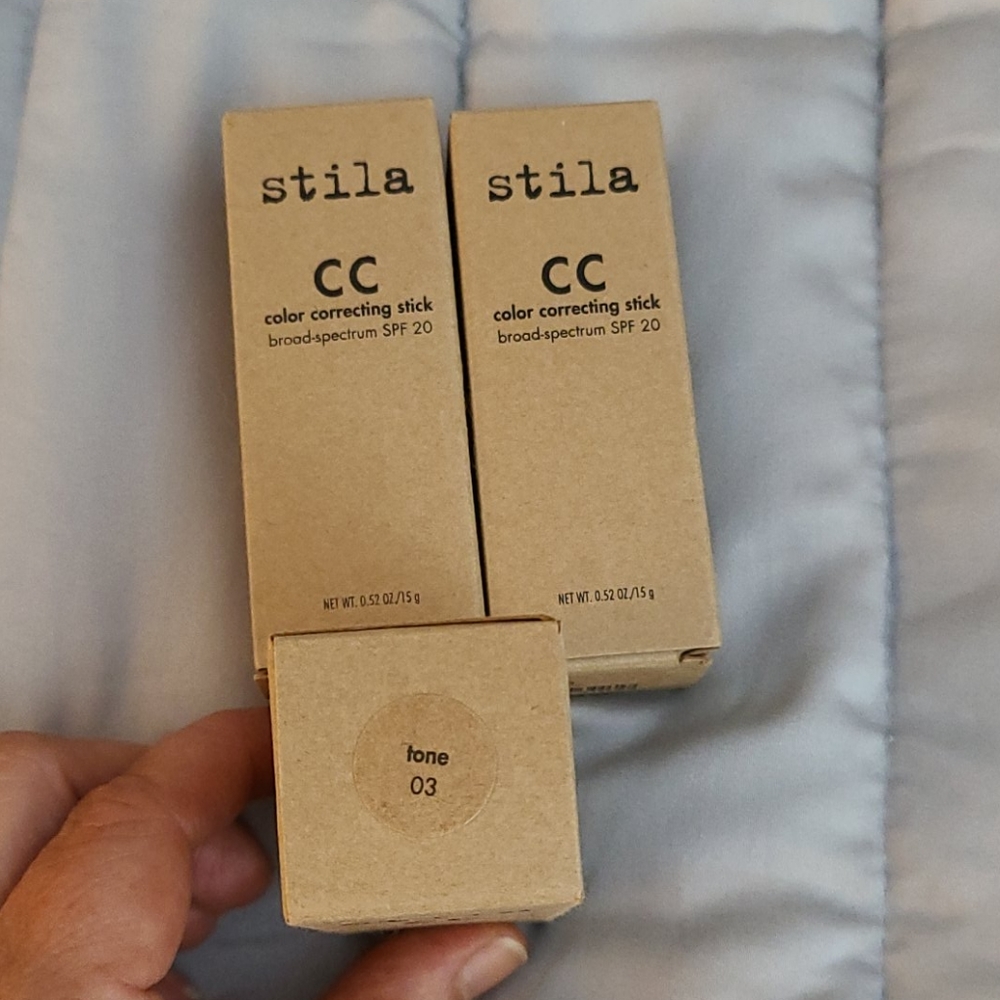 stila
CC
color correcting stick
broad-spectrum SPF 20
NET WT. 0.52 OZ./15 g
stila
CC
color correcting stick
broad-spectrum SPF 20
NET WT. 0.52 OZ./15 g
tone
03